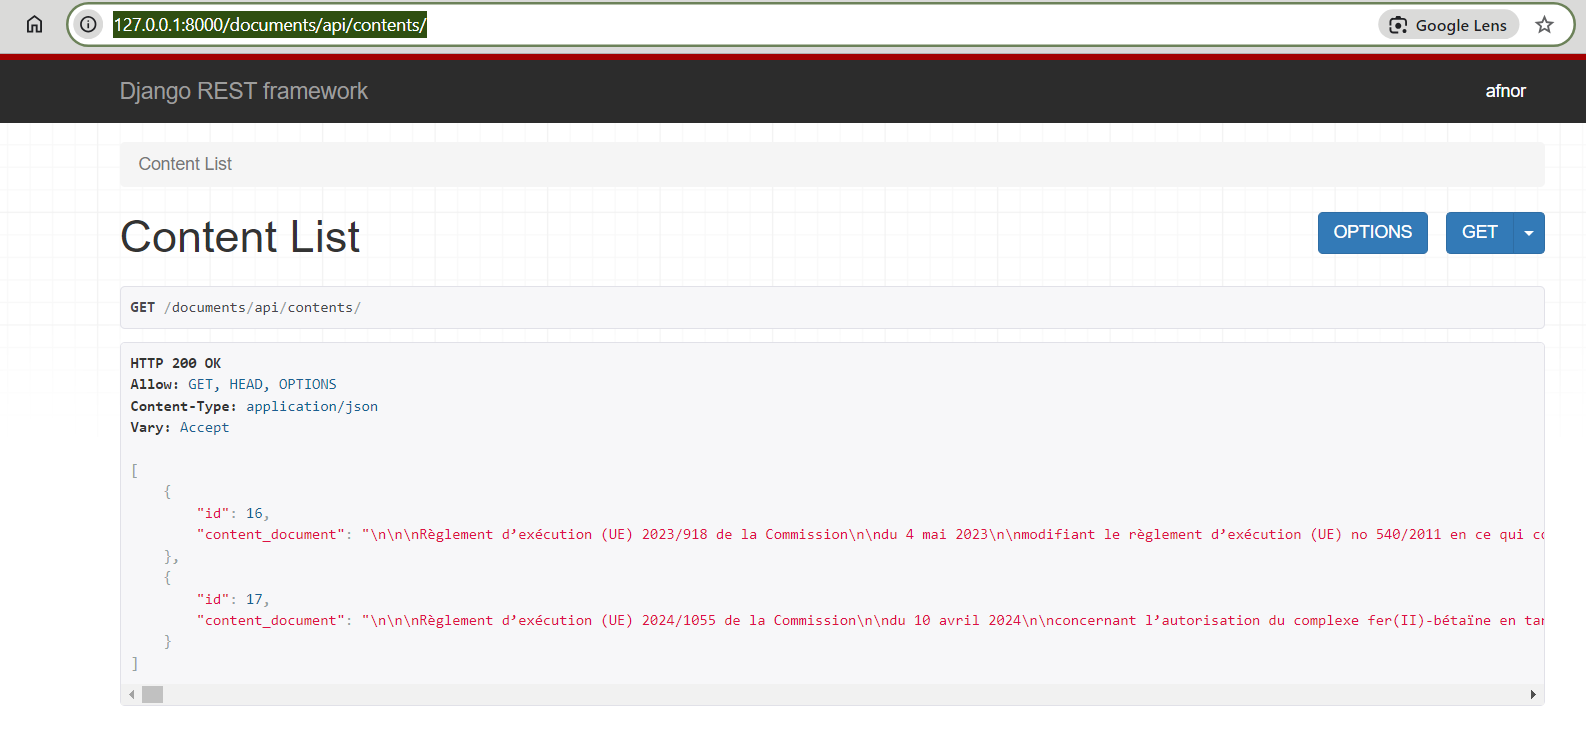 127.0.0.1:8000/documents/api/contents/
Google Lens
Django REST framework
afnor
Content List
Content List
OPTIONS
GET
GET /documents/api/contents/
HTTP 200 OK
Allow: GET, HEAD, OPTIONS
Content-Type: application/json
Vary: Accept
[
{
"id": 16,
"content_document": "\n\n\nRèglement d’exécution (UE) 2023/918 de la Commission\n\ndu 4 mai 2023\n\nmodifiant le règlement d’exécution (UE) no 540/2011 en ce qui
},
{
"id": 17,
"content_document": "\n\n\nRèglement d’exécution (UE) 2024/1055 de la Commission\n\ndu 10 avril 2024\n\nconcernant l’autorisation du complexe fer(II)-bétaïne en
}
]